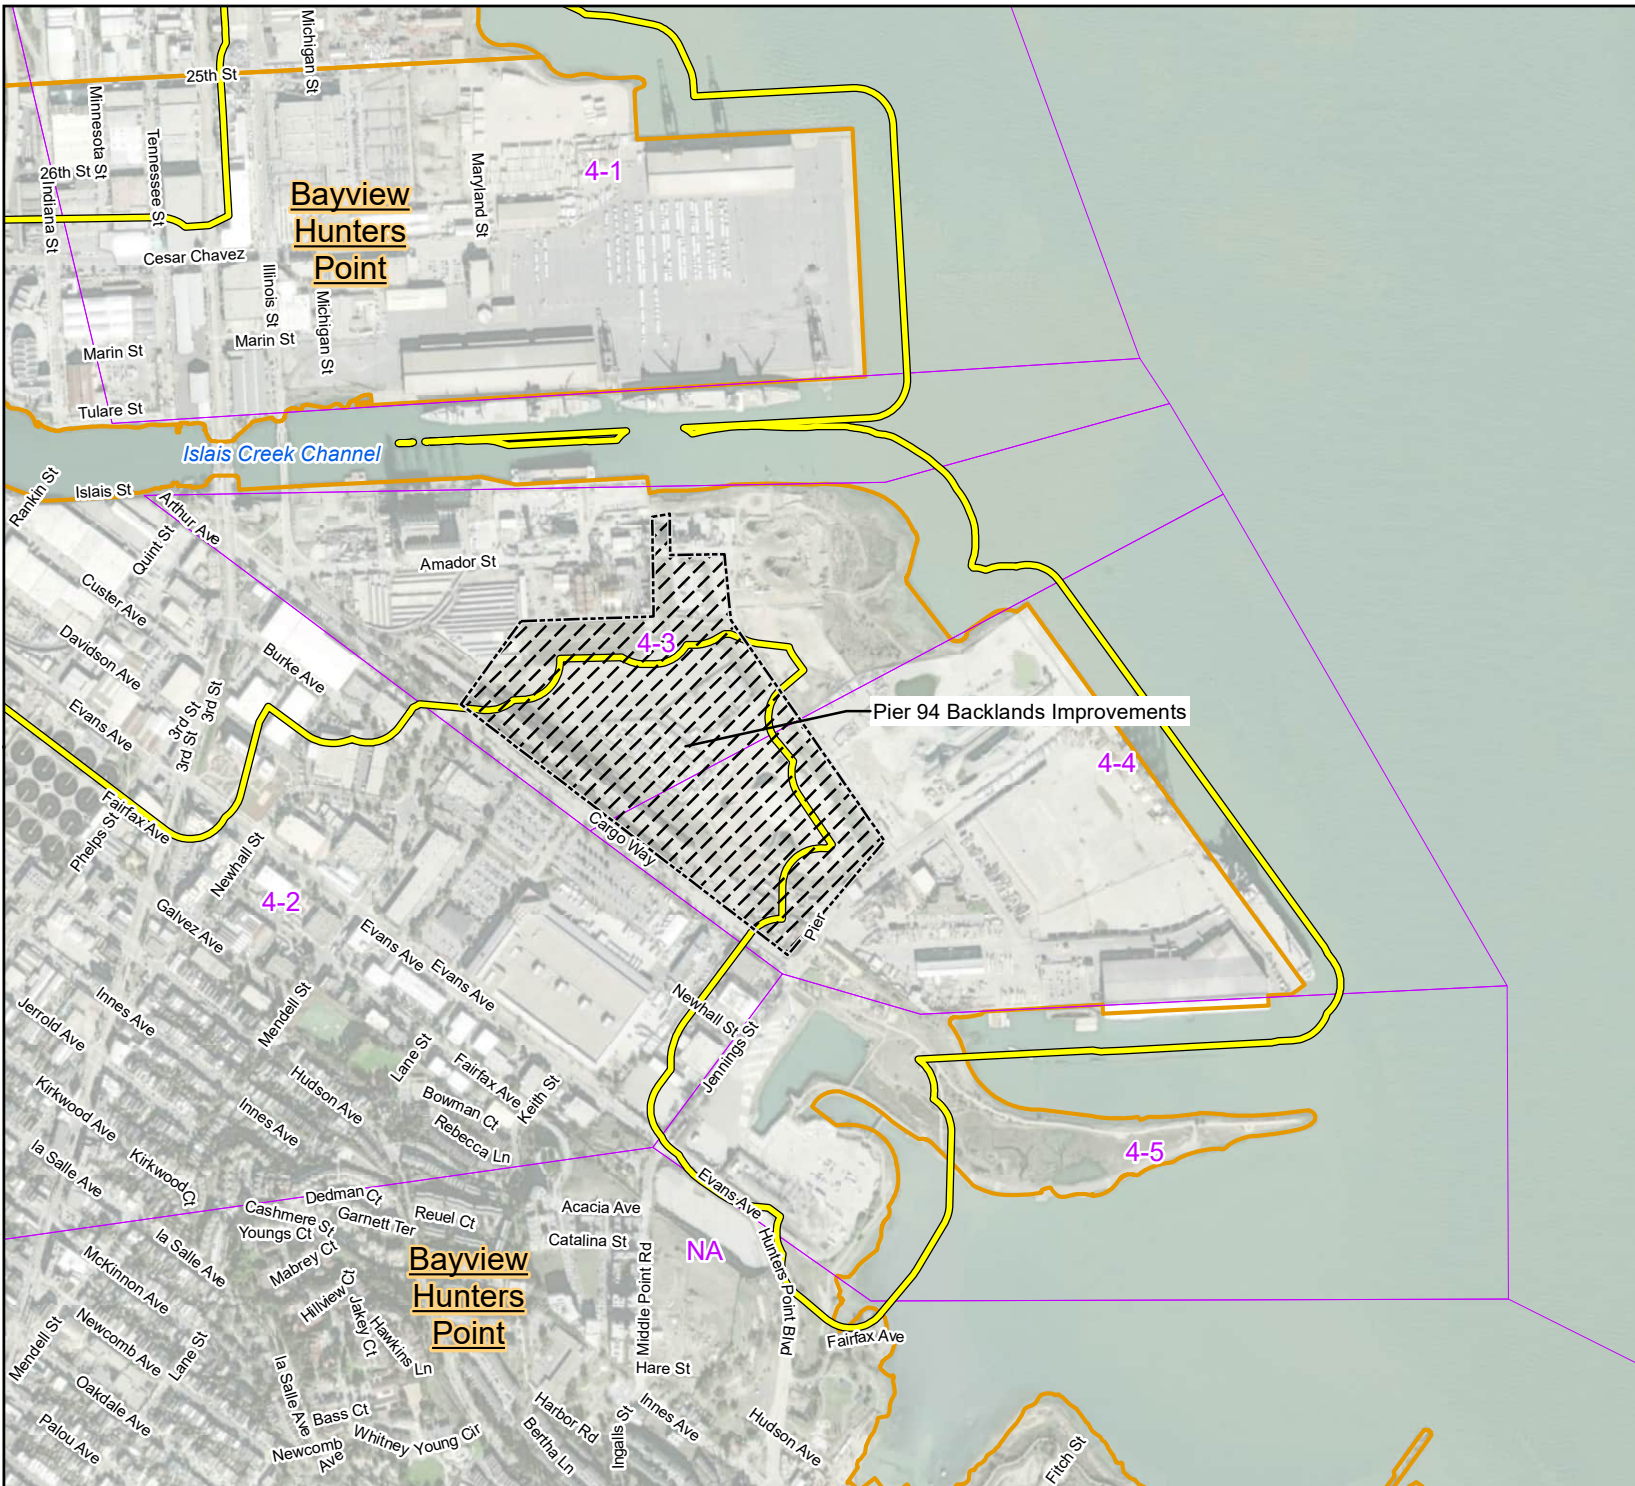 25th St
Michigan St
Minnesota St
Tennessee St
26th St
Indiana St
Maryland St
4-1
Bayview
Hunters
Point
Cesar Chavez
Illinois St
Michigan St
Marin St
Marin St
Tulare St
Islais Creek Channel
Rankin St
Islais St
Arthur Ave
Quint St
Amador St
Custer Ave
Davidson Ave
Burke Ave
4-3
Evans Ave
3rd St
3rd St
3rd St
Pier 94 Backlands Improvements
4-4
Fairfax Ave
Phelps St
Cargo Way
Newhall St
4-2
Galvez Ave
Evans Ave
Evans Ave
Pier
Innes Ave
Jerrold Ave
Mendell St
Newhall St
Jennings St
Lane St
Fairfax Ave
Keith St
Hudson Ave
Bowman Ct
Rebecca Ln
Kirkwood Ave
Innes Ave
la Salle Ave
Kirkwood Ct
4-5
Dedman Ct
Evans Ave
Cashmere St
Garnett Ter
Reuel Ct
Acacia Ave
Youngs Ct
Catalina St
la Salle Ave
Mabrey Ct
NA
McKinnon Ave
Bayview
Hunters
Point
Middle Point Rd
Hunters Point Blvd
Hillview Ct
Jakey Ct
Hawkins Ln
Fairfax Ave
Newcomb Ave
Mendell St
Lane St
Hare St
la Salle Ave
Oakdale Ave
Bass Ct
Harbor Rd
Innes Ave
Hudson Ave
Palou Ave
Newcomb
Ave
Whitney Young Cir
Bertha Ln
Ingalls St
Fitch St